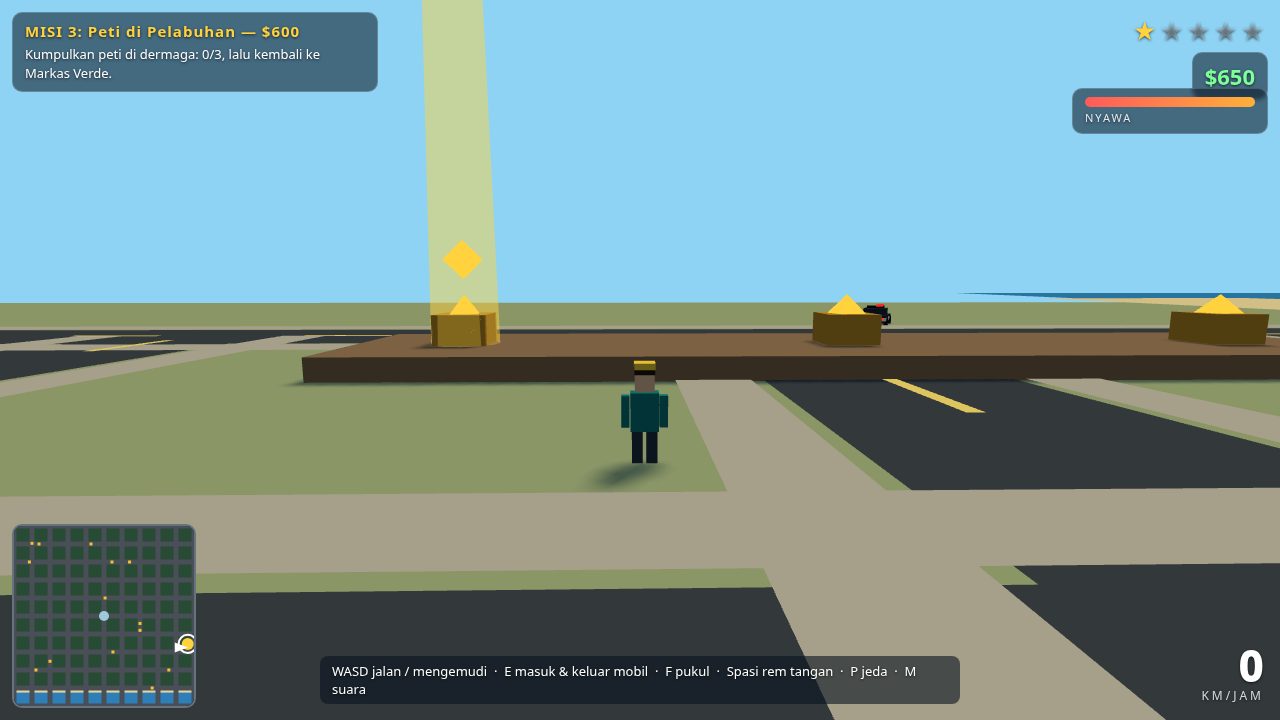 MISI 3: Peti di Pelabuhan — $600
Kumpulkan peti di dermaga: 0/3, lalu kembali ke
Markas Verde.
$650
NYAWA
WASD jalan / mengemudi · E masuk & keluar mobil · F pukul · Spasi rem tangan · P jeda · M
suara
0
KM/JAM